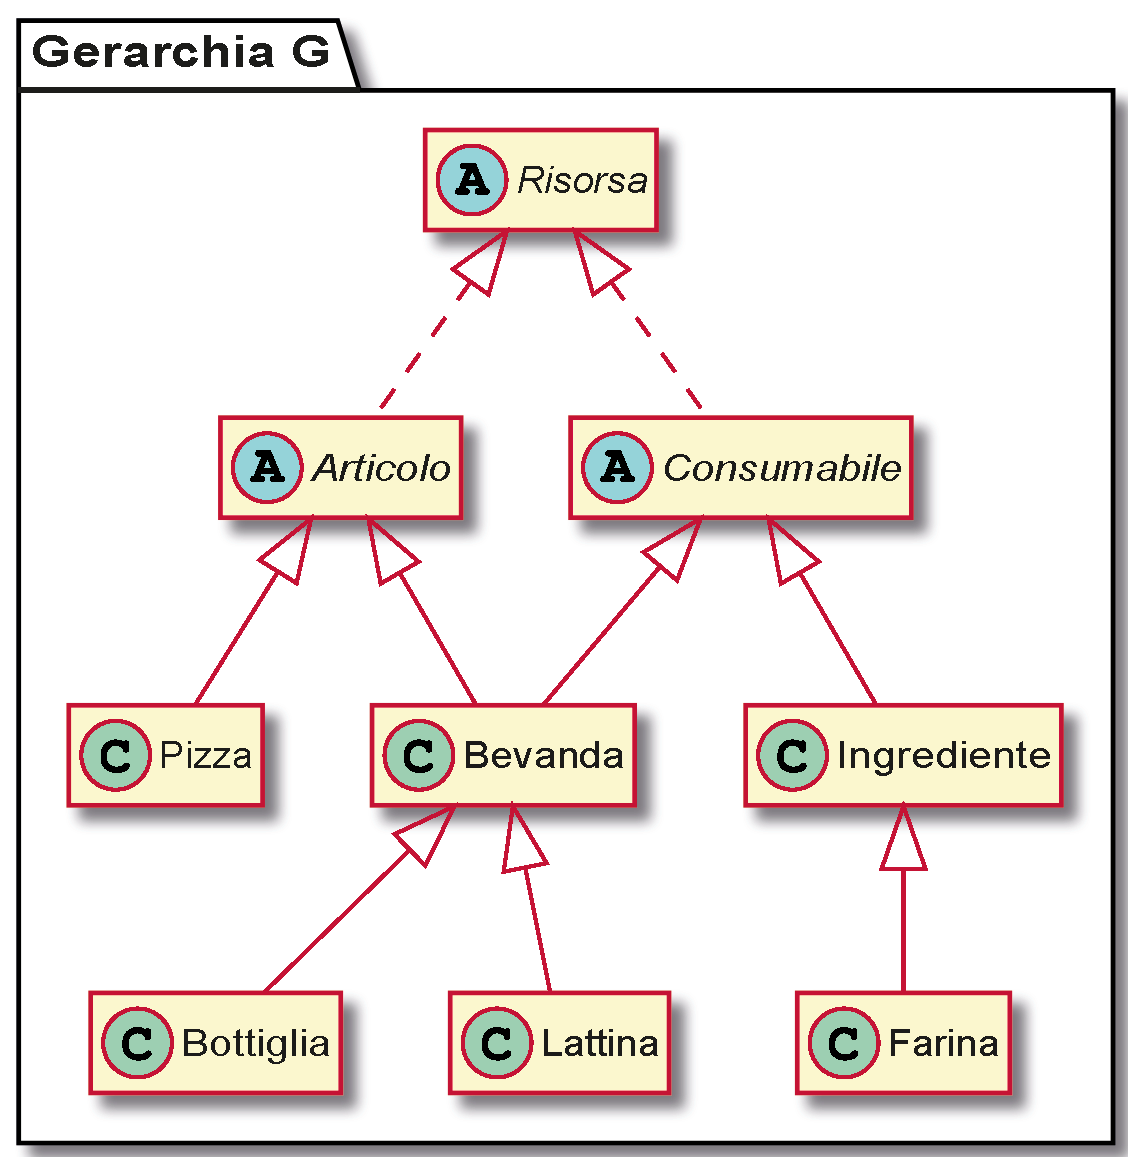 Gerarchia G
A Risorsa
A Articolo
A Consumabile
C Pizza
C Bevanda
C Ingrediente
C Bottiglia
C Lattina
C Farina